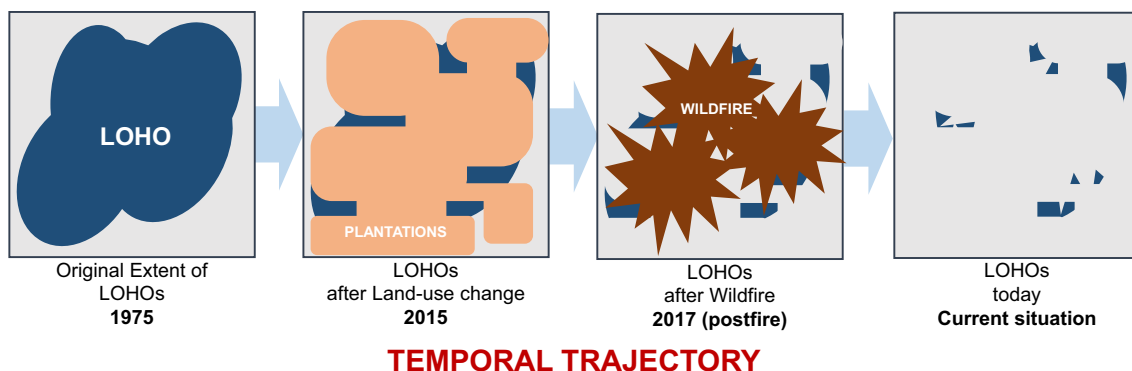 LOHO
PLANTATIONS
WILDFIRE
Original Extent of
LOHOs
1975
LOHOs
after Land-use change
2015
LOHOs
after Wildfire
2017 (postfire)
LOHOs
today
Current situation
TEMPORAL TRAJECTORY